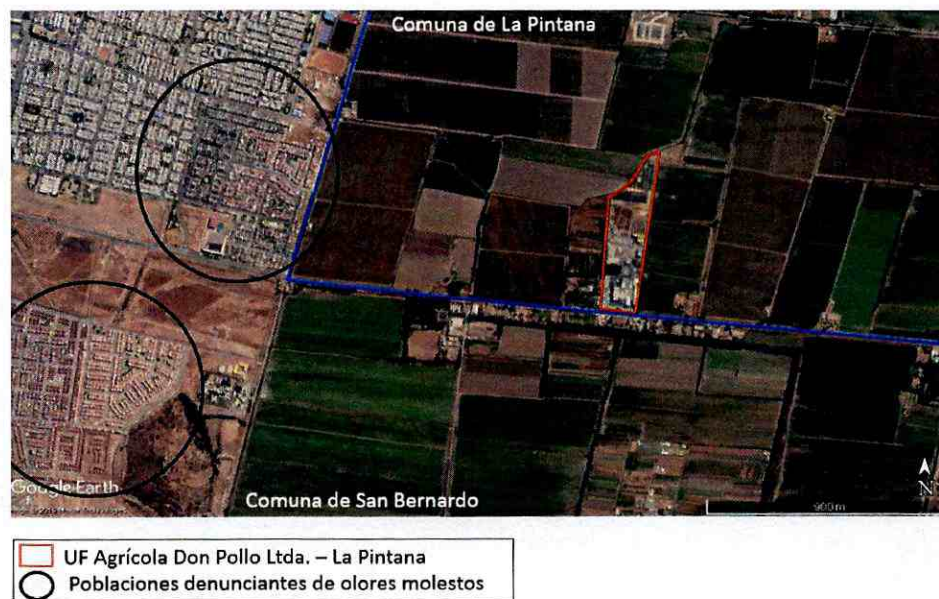 Comuna de La Pintana
Google Earth
Comuna de San Bernardo
N
900 m
UF Agrícola Don Pollo Ltda. – La Pintana
Poblaciones denunciantes de olores molestos